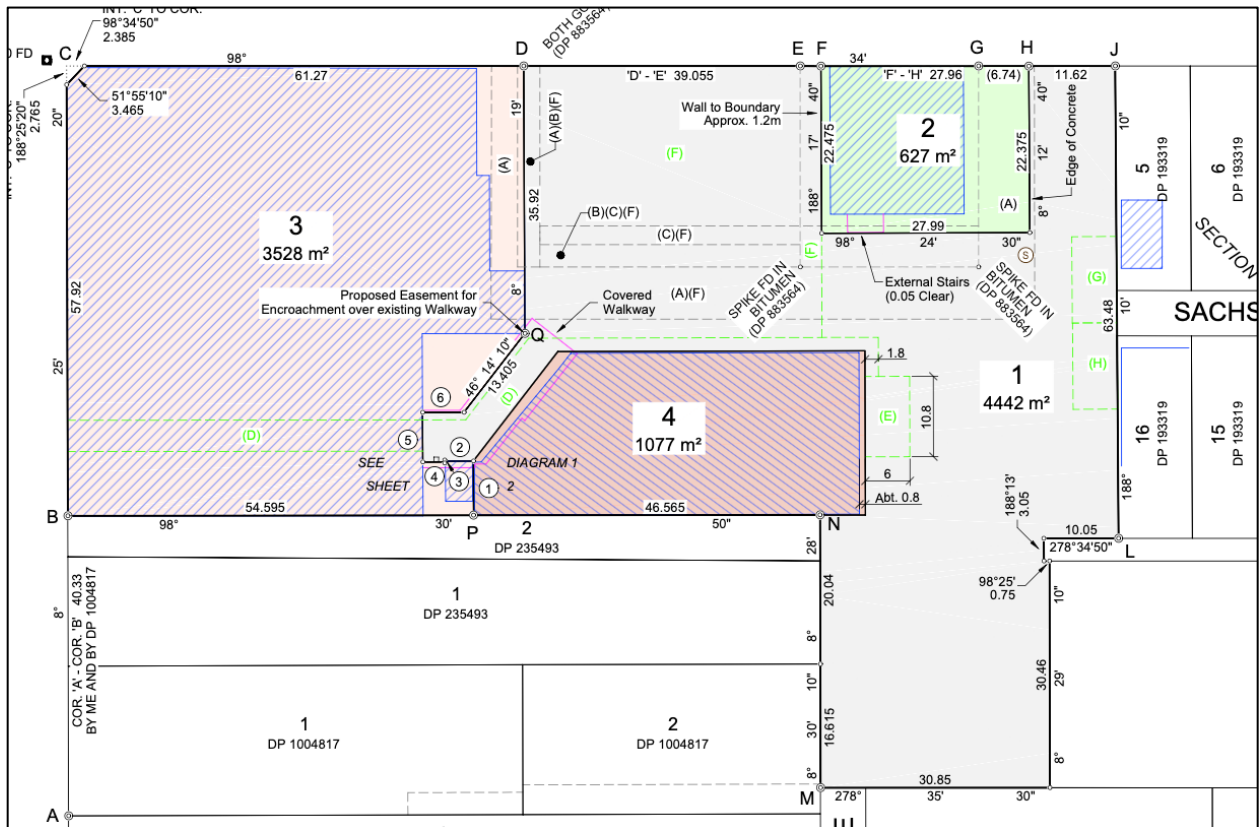 INT. 'C' TO COR.
98°34'50"
2.385
0 FD
C
98°
61.27
51°55'10"
3.465
188°25'20"
2.765
20"
D
BOTH
(DP 883564)
19'
(A)
(A)(B)(F)
35.92
8°
(B)(C)(F)
(C)(F)
(A)(F)
'D' - 'E' 39.055
E
F
34'
'F' - 'H' 27.96
G
(6.74)
H
11.62
J
Wall to Boundary
Approx. 1.2m
(F)
40"
17'
22.475
188°
2
627 m²
(A)
22.375
40"
12'
8°
Edge of Concrete
27.99
98°
24'
30"
(F)
S
External Stairs
(0.05 Clear)
SPIKE FD IN
BITUMEN
(DP 883564)
SPIKE FD IN
BITUMEN
(DP 883564)
10"
5
DP 193319
6
DP 193319
SECTION
(G)
10'
63.48
SACHS
(H)
188°
16
DP 193319
15
DP 193319
3
3528 m²
57.92
25'
Proposed Easement for
Encroachment over existing Walkway
Covered
Walkway
Q
46° 14' 10"
13.405
(D)
(D)
6
5
2
4
3
1
SEE
SHEET
DIAGRAM 1
2
4
1077 m²
1.8
(E)
10.8
6
Abt. 0.8
1
4442 m²
B
54.595
98°
30'
P
46.565
50"
N
2
DP 235493
188°13'
3.05
10.05
278°34'50"
L
98°25'
0.75
28'
20.04
8°
1
DP 235493
8°
COR. 'A' - COR. 'B' 40.33
BY ME AND BY DP 1004817
1
DP 1004817
2
DP 1004817
10"
16.615
30'
8°
10"
30.46
29'
8°
30.85
A
M
278°
35'
30"